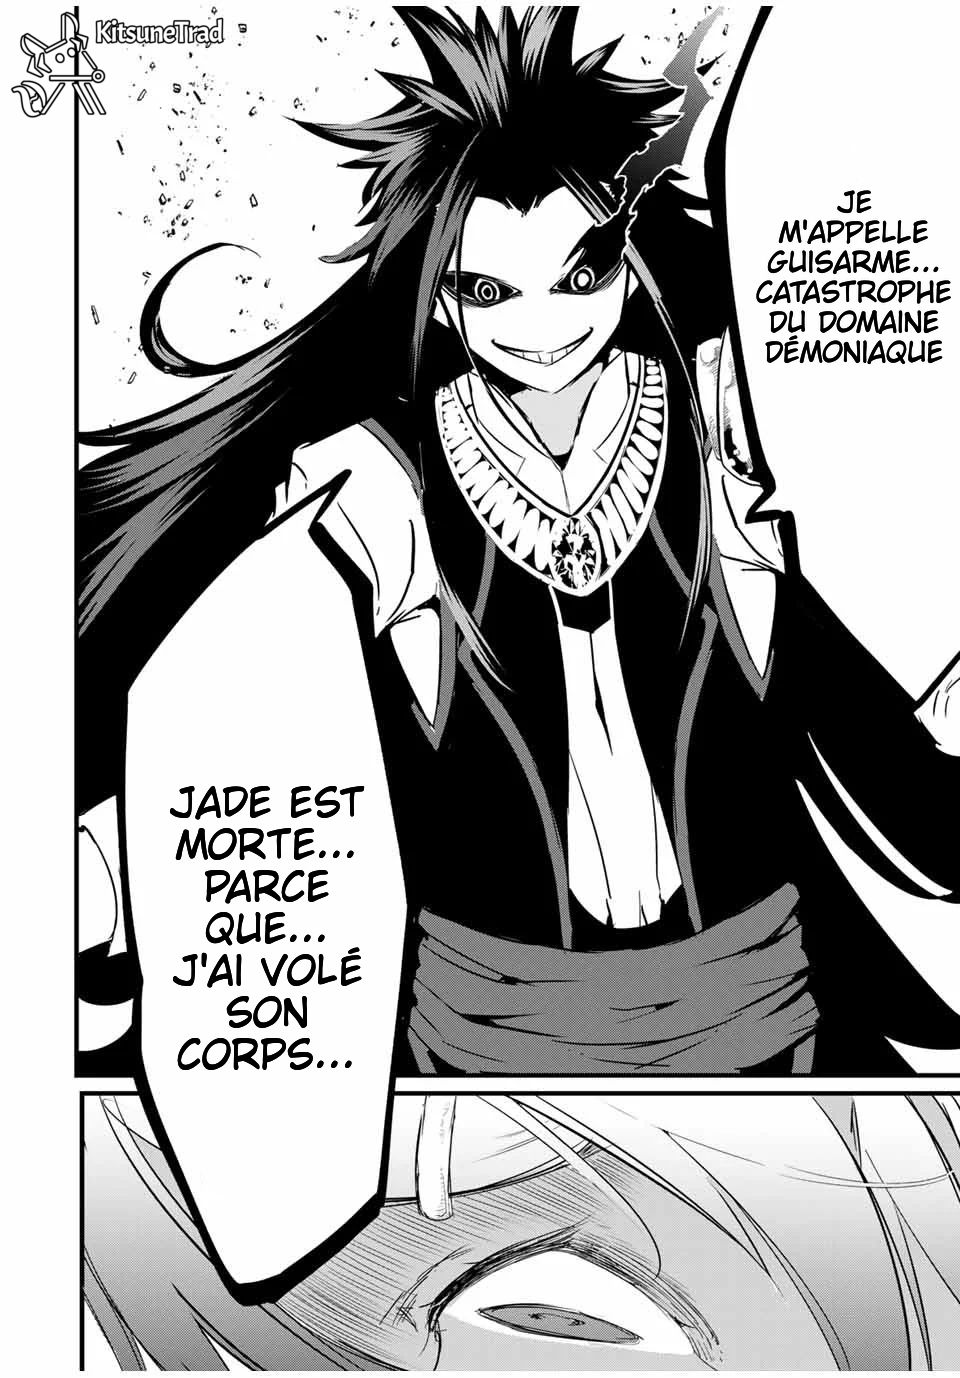 KitsuneTrad
JE
M'APPELLE
GUISARME...
CATASTROPHE
DU DOMAINE
DÉMONIAQUE
JADE EST
MORTE...
PARCE
QUE...
J'AI VOLÉ
SON
CORPS...